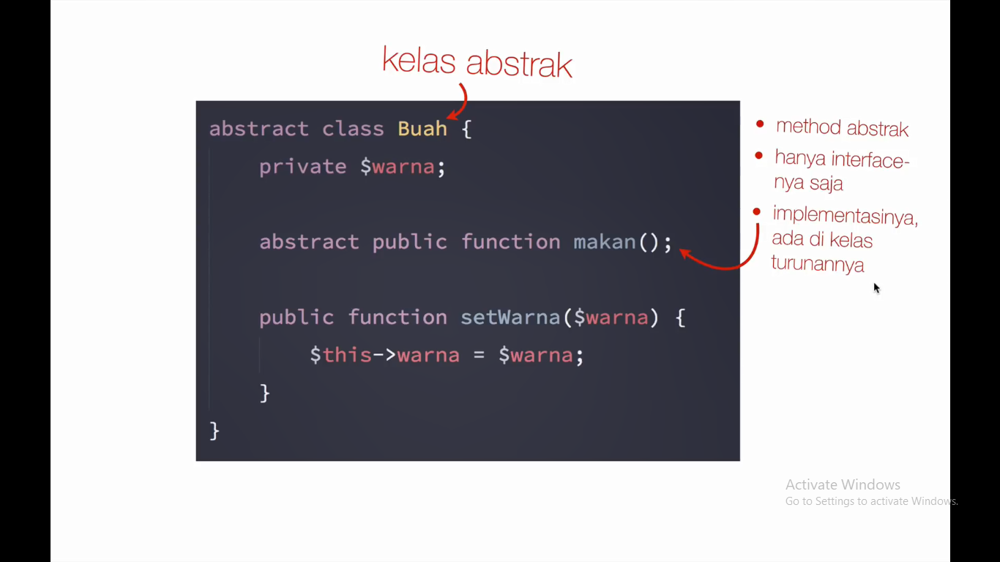 kelas abstrak
abstract class Buah {
private $warna;
abstract public function makan();
public function setWarna($warna) {
$this->warna = $warna;
}
}
• method abstrak
• hanya interface-
nya saja
• implementasinya,
ada di kelas
turunannya
Activate Windows
Go to Settings to activate Windows.